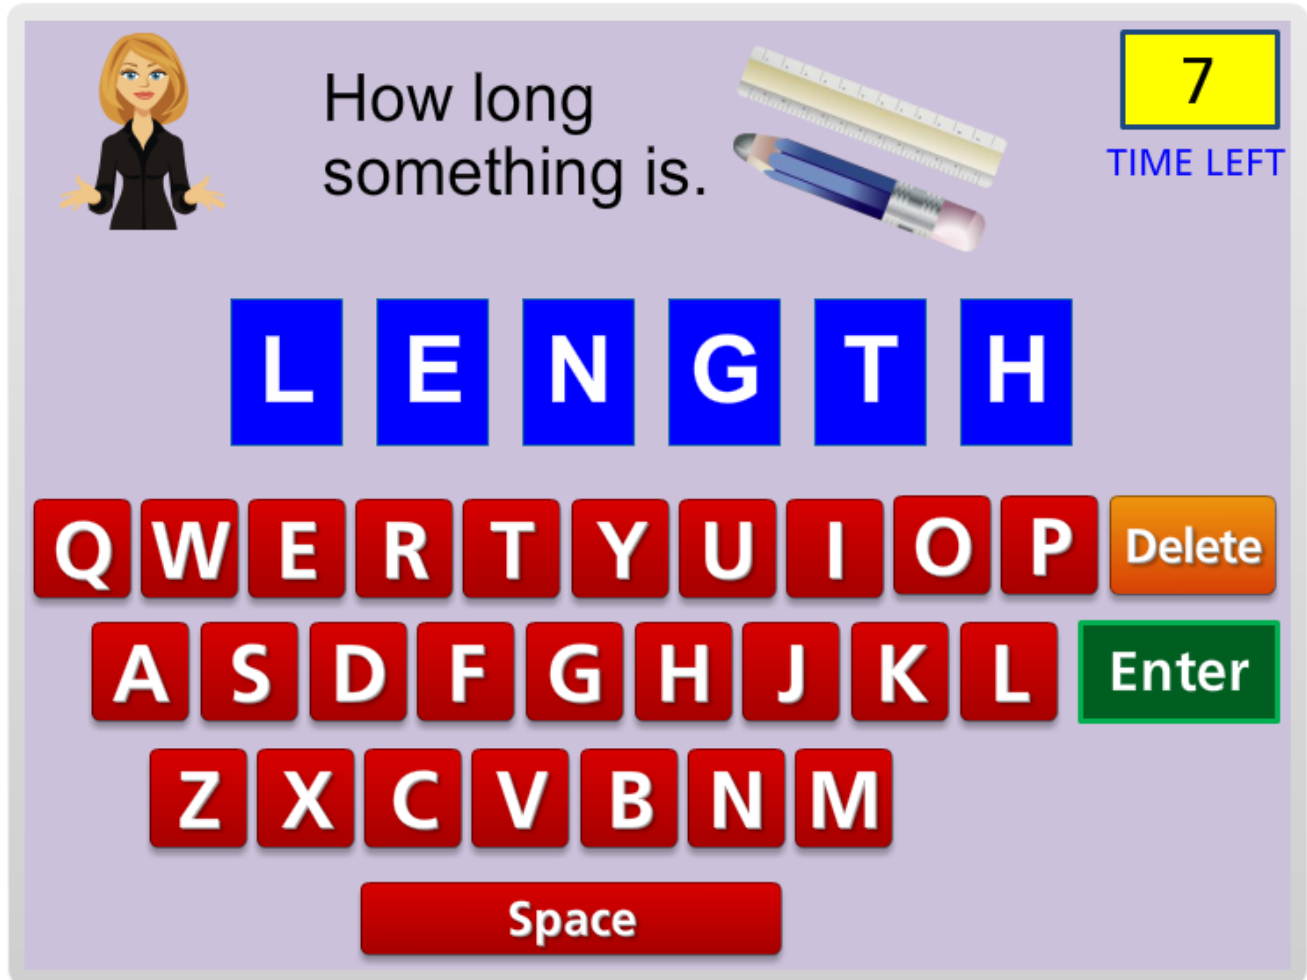 How long
something is.
7
TIME LEFT
L E N G T H
Q W E R T Y U I O P Delete
A S D F G H J K L Enter
Z X C V B N M
Space